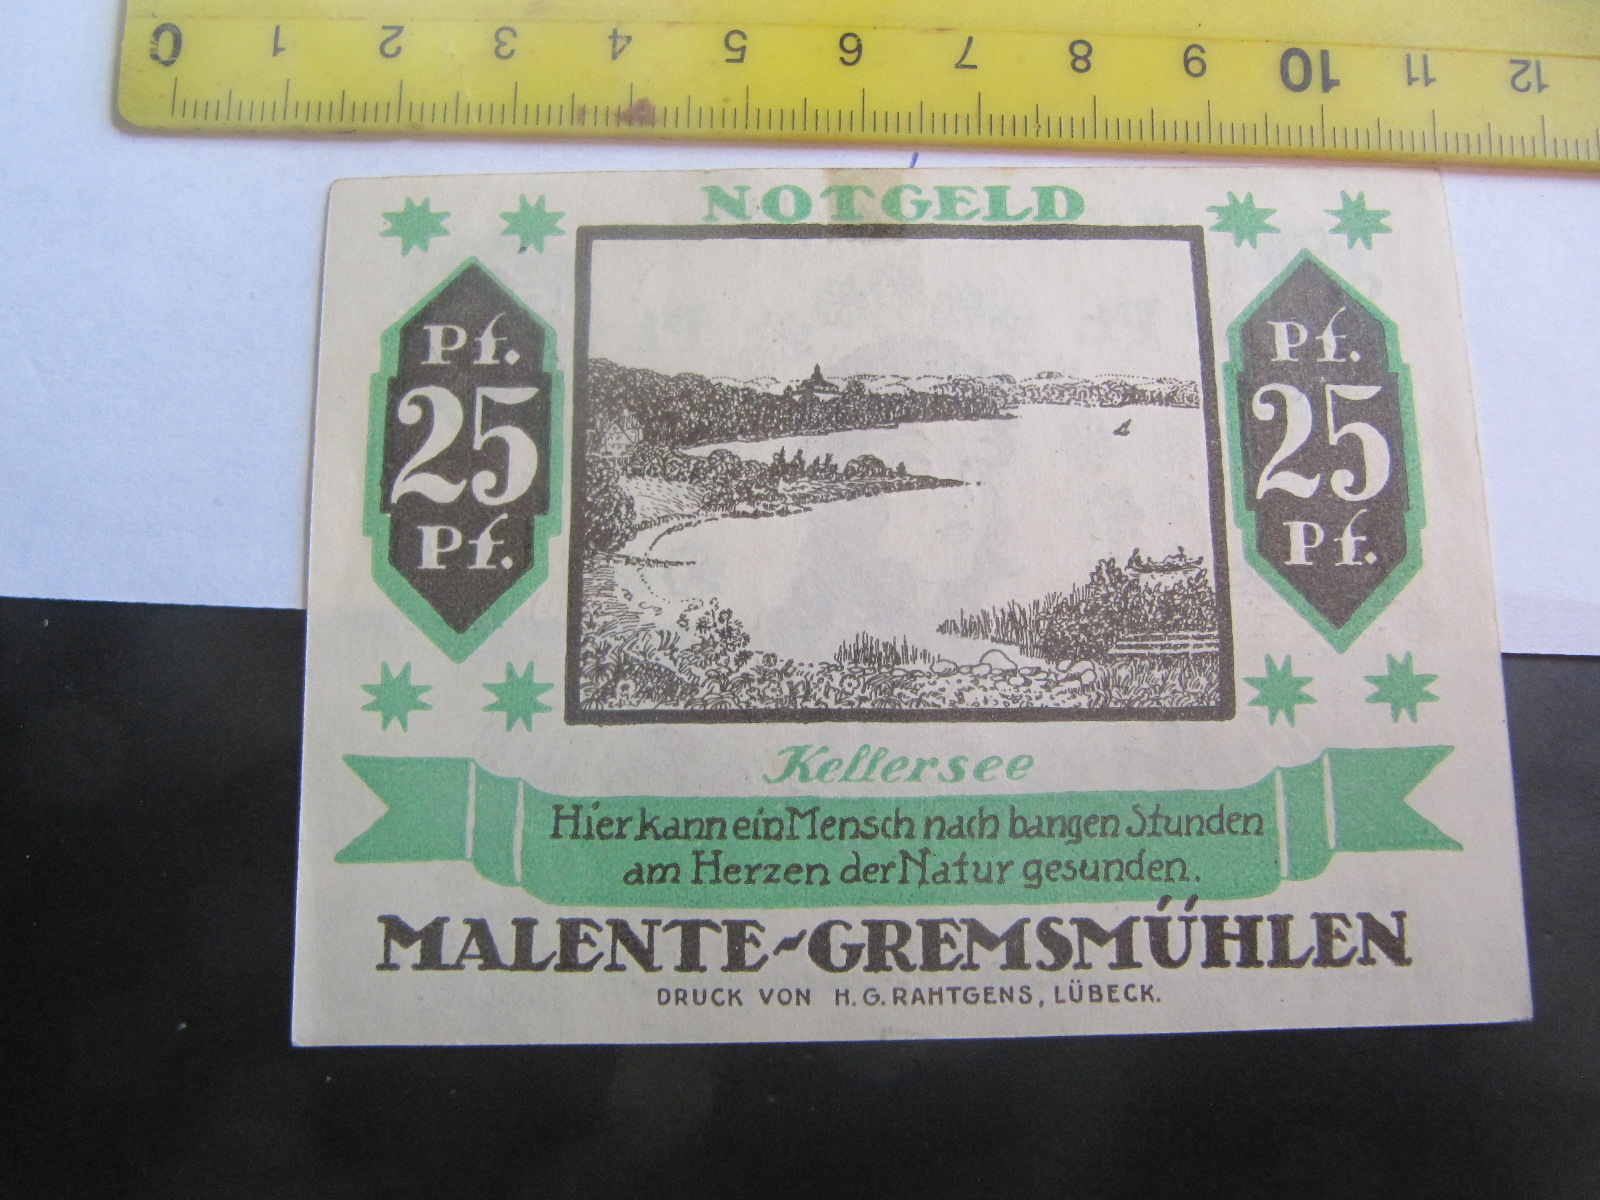 0 1 2 3 4 5 6 7 8 9 10 11 12
NOTGELD
Pf.
25
Pf.
Pf.
25
Pf.
Kellersee
Hier kann ein Mensch nach bangen Stunden
am Herzen der Natur gesunden.
MALENTE-GREMSMÜHLEN
DRUCK VON H. G. RAHTGENS, LÜBECK.